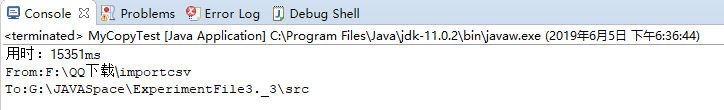 Console Problems Error Log Debug Shell
<terminated> MyCopyTest [Java Application] C:\Program Files\Java\jdk-11.0.2\bin\javaw.exe (2019年6月5日 下午6:36:44)
用时：15351ms
From:F:\QQ下载\importcsv
To:G:\JAVASpace\ExperimentFile3._3\src